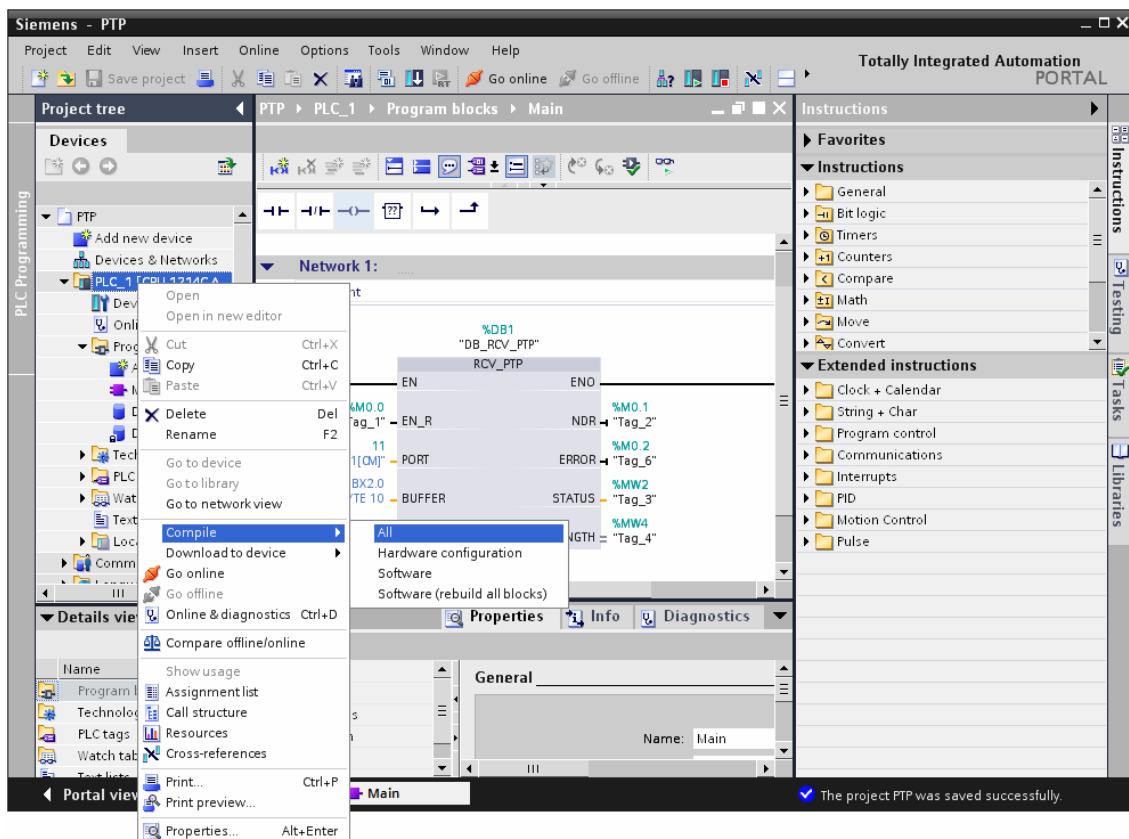 Siemens - PTP
Project Edit View Insert Online Options Tools Window Help
Totally Integrated Automation
PORTAL
Save project Go online Go offline
Project tree
PTP PLC_1 Program blocks Main
Instructions
Devices
PLC Programming
PTP
Add new device
Devices & Networks
PLC_1
Network 1:
%DB1
"DB_RCV_PTP"
RCV_PTP
EN ENO
%M0.0 %M0.1
EN_R NDR "Tag_2"
11 %M0.2
PORT ERROR "Tag_6"
%MW2
BUFFER STATUS "Tag_3"
%MW4
"Tag_4"
Open
Open in new editor
Cut Ctrl+X
Copy Ctrl+C
Paste Ctrl+V
Delete Del
Rename F2
Go to device
Go to library
Go to network view
Compile
Download to device
Go online
Go offline
Online & diagnostics Ctrl+D
Compare offline/online
Show usage
Assignment list
Call structure
Resources
Cross-references
Print... Ctrl+P
Print preview...
Properties... Alt+Enter
All
Hardware configuration
Software
Software (rebuild all blocks)
Favorites
Instructions
General
Bit logic
Timers
Counters
Compare
Math
Move
Convert
Extended instructions
Clock + Calendar
String + Char
Program control
Communications
Interrupts
PID
Motion Control
Pulse
Instructions
Testing
Tasks
Libraries
Details
Properties Info Diagnostics
Name
Program
PLC tags
Watch
General
Name: Main
Portal
Main
The project PTP was saved successfully.